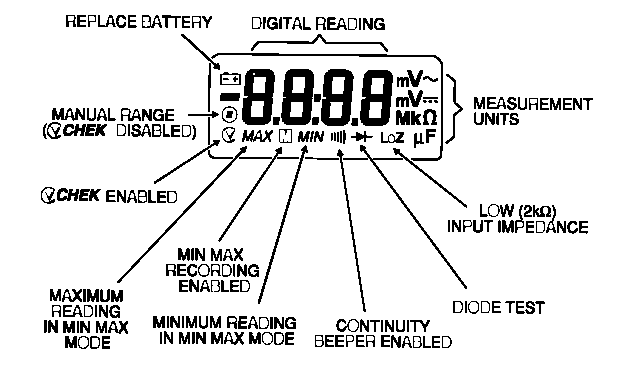 REPLACE BATTERY
DIGITAL READING
8.8:8.8
mV~
mV
MkΩ
MAX M MIN LoZ µF
MANUAL RANGE
(VCHEK DISABLED)
MEASUREMENT
UNITS
VCHEK ENABLED
LOW (2kΩ)
INPUT IMPEDANCE
MIN MAX
RECORDING
ENABLED
MAXIMUM
READING
IN MIN MAX
MODE
MINIMUM READING
IN MIN MAX MODE
CONTINUITY
BEEPER ENABLED
DIODE TEST